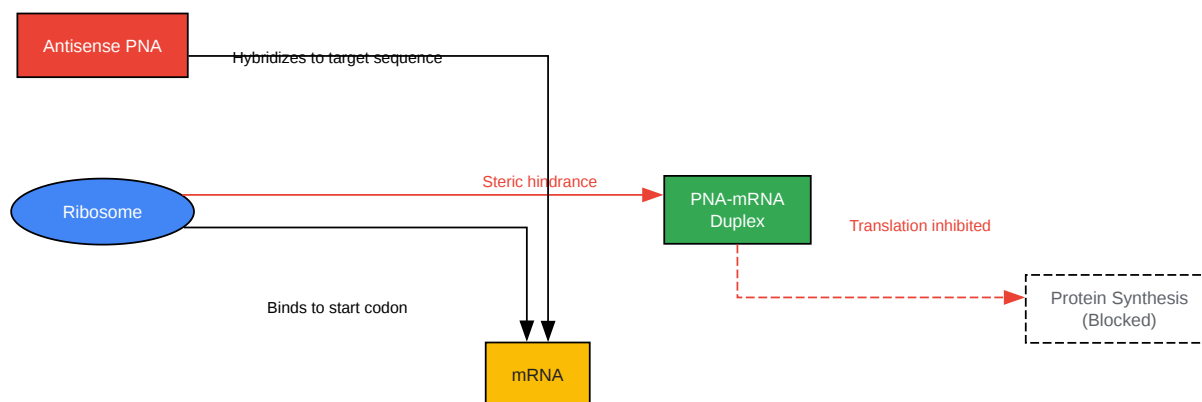 Antisense PNA
Hybridizes to target sequence
Steric hindrance
Ribosome
PNA-mRNA
Duplex
Translation inhibited
Binds to start codon
Protein Synthesis
(Blocked)
mRNA